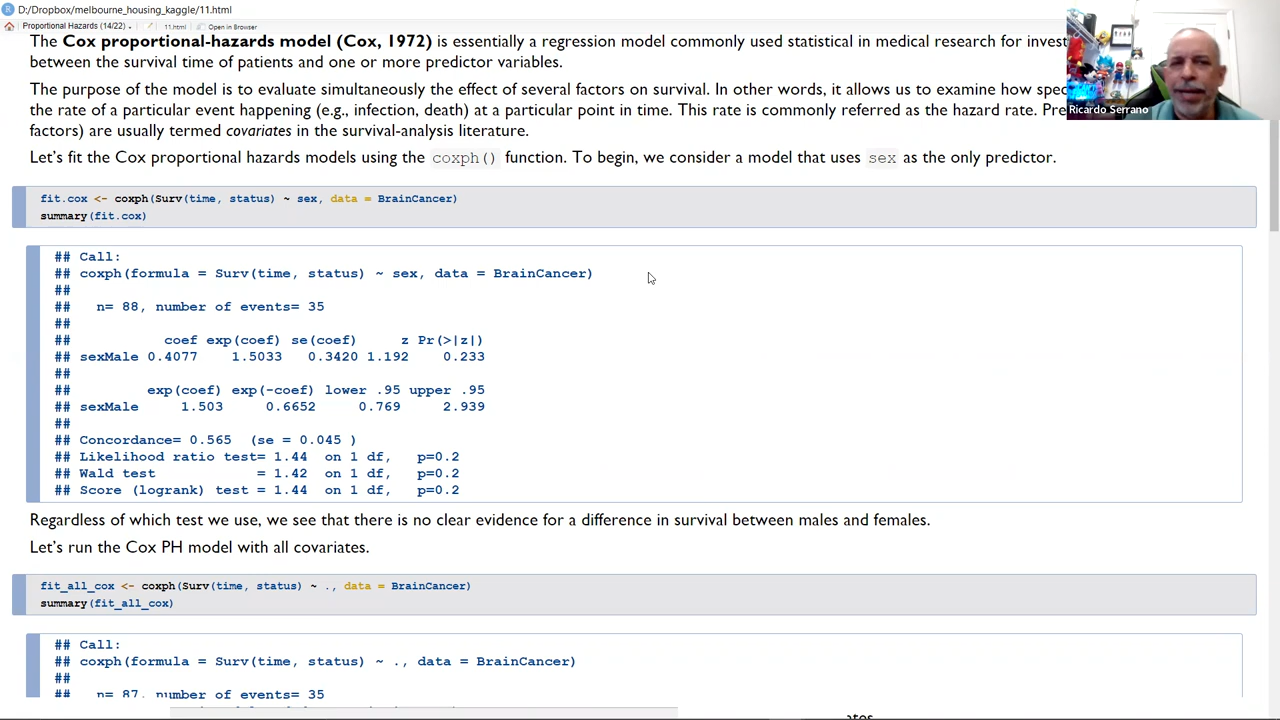 D:/Dropbox/melbourne_housing_kaggle/11.html
Proportional Hazards (14/22) 11.html Open in Browser
The Cox proportional-hazards model (Cox, 1972) is essentially a regression model commonly used statistical in medical research for invest
between the survival time of patients and one or more predictor variables.
The purpose of the model is to evaluate simultaneously the effect of several factors on survival. In other words, it allows us to examine how spec
the rate of a particular event happening (e.g., infection, death) at a particular point in time. This rate is commonly referred as the hazard rate. Pre
factors) are usually termed covariates in the survival-analysis literature.
Ricardo Serrano
Let's fit the Cox proportional hazards models using the coxph() function. To begin, we consider a model that uses sex as the only predictor.
fit.cox <- coxph(Surv(time, status) ~ sex, data = BrainCancer)
summary(fit.cox)
## Call:
## coxph(formula = Surv(time, status) ~ sex, data = BrainCancer)
##
## n= 88, number of events= 35
##
## coef exp(coef) se(coef) z Pr(>|z|)
## sexMale 0.4077 1.5033 0.3420 1.192 0.233
##
## exp(coef) exp(-coef) lower .95 upper .95
## sexMale 1.503 0.6652 0.769 2.939
##
## Concordance= 0.565 (se = 0.045 )
## Likelihood ratio test= 1.44 on 1 df, p=0.2
## Wald test = 1.42 on 1 df, p=0.2
## Score (logrank) test = 1.44 on 1 df, p=0.2
Regardless of which test we use, we see that there is no clear evidence for a difference in survival between males and females.
Let's run the Cox PH model with all covariates.
fit_all_cox <- coxph(Surv(time, status) ~ ., data = BrainCancer)
summary(fit_all_cox)
## Call:
## coxph(formula = Surv(time, status) ~ ., data = BrainCancer)
##
## n= 87, number of events= 35